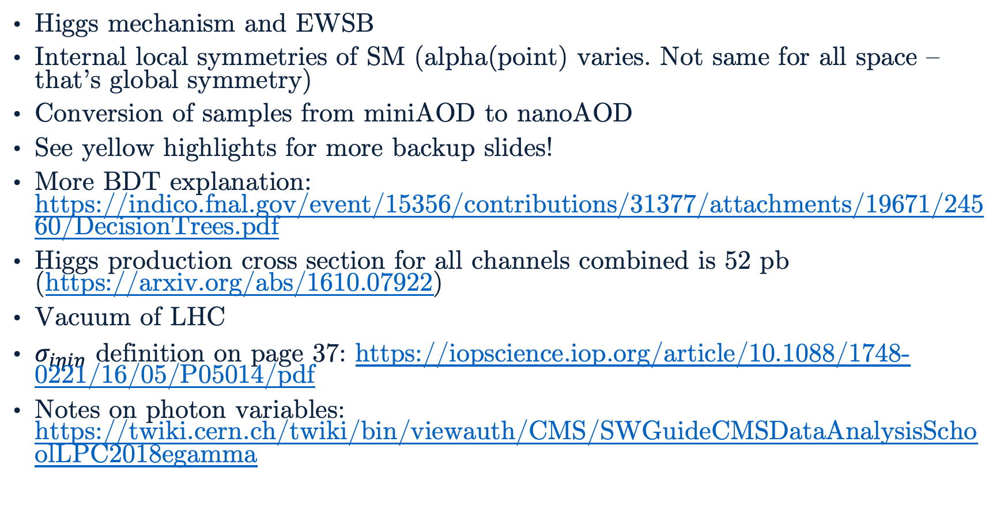 • Higgs mechanism and EWSB
• Internal local symmetries of SM (alpha(point) varies. Not same for all space –
that’s global symmetry)
• Conversion of samples from miniAOD to nanoAOD
• See yellow highlights for more backup slides!
• More BDT explanation:
https://indico.fnal.gov/event/15356/contributions/31377/attachments/19671/245
60/DecisionTrees.pdf
• Higgs production cross section for all channels combined is 52 pb
(https://arxiv.org/abs/1610.07922)
• Vacuum of LHC
• σ_inin definition on page 37: https://iopscience.iop.org/article/10.1088/1748-
0221/16/05/P05014/pdf
• Notes on photon variables:
https://twiki.cern.ch/twiki/bin/viewauth/CMS/SWGuideCMSDataAnalysisScho
olLPC2018egamma